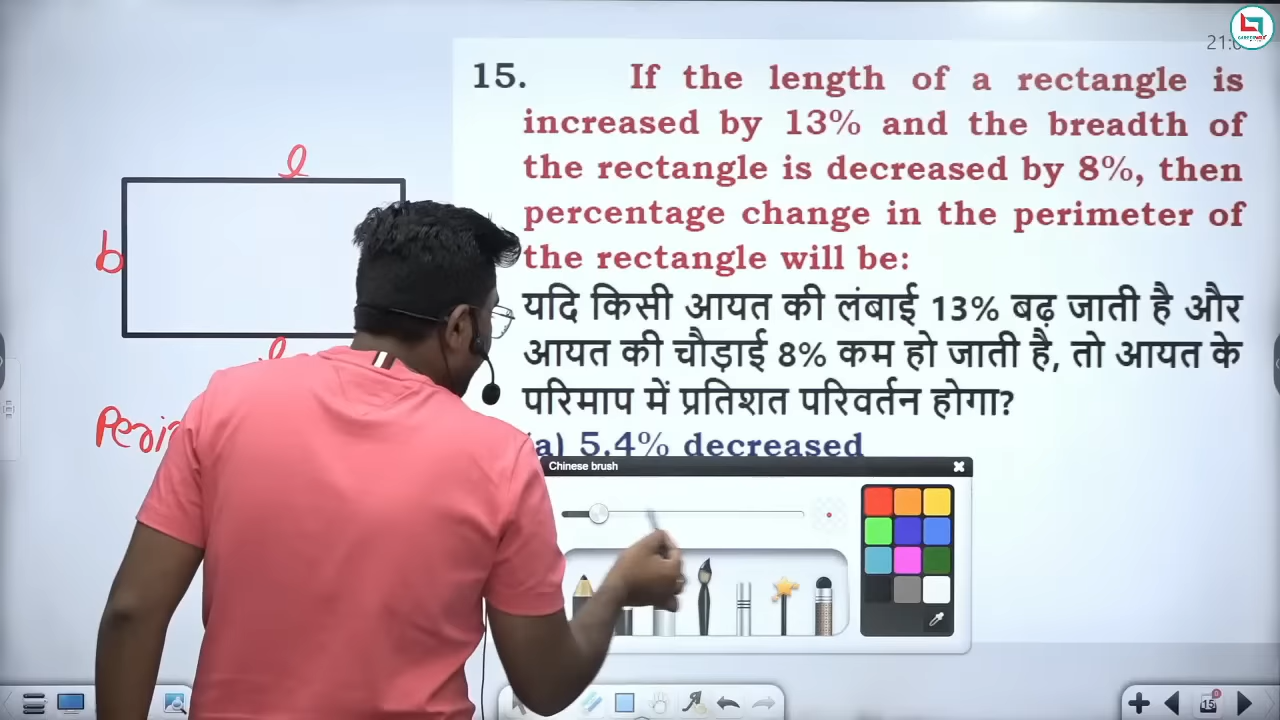 15. If the length of a rectangle is
increased by 13% and the breadth of
the rectangle is decreased by 8%, then
percentage change in the perimeter of
the rectangle will be:
यदि किसी आयत की लंबाई 13% बढ़ जाती है और
आयत की चौड़ाई 8% कम हो जाती है, तो आयत के
परिमाप में प्रतिशत परिवर्तन होगा?
(a) 5.4% decreased
Chinese brush
l
b
l
Peri
15